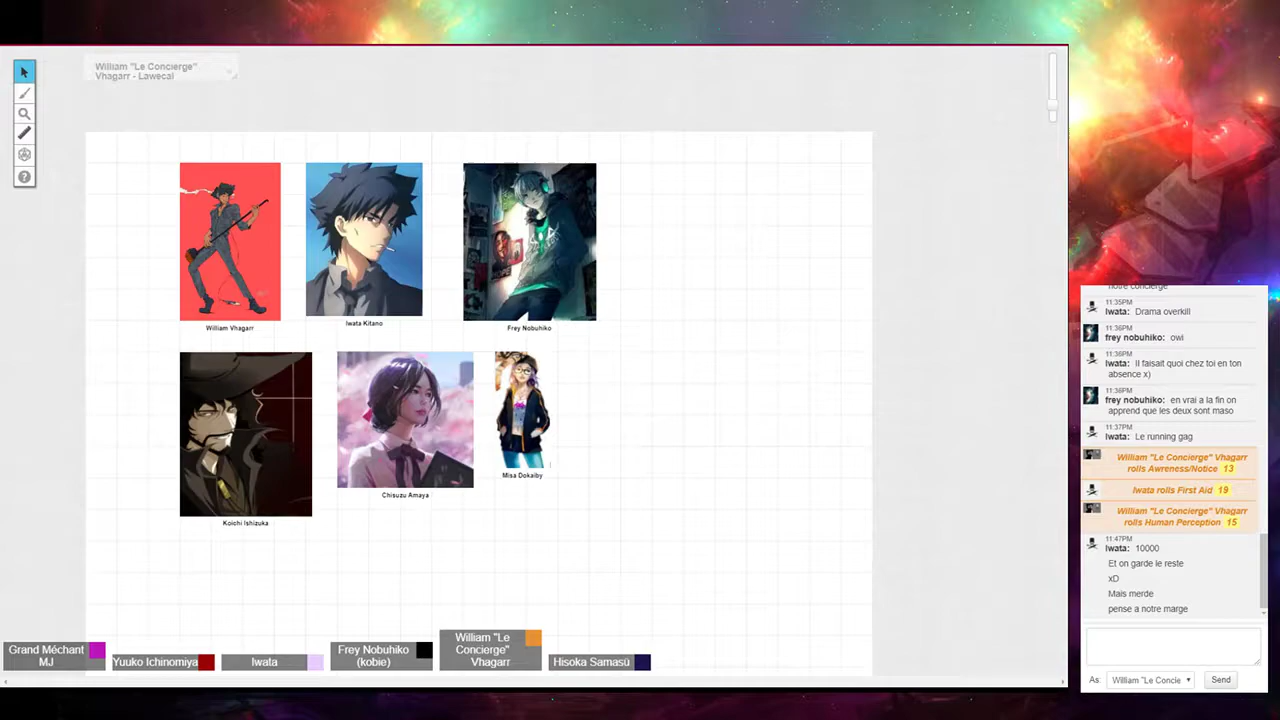 William "Le Concierge"
Vhagarr - Lawecal
William Vhagarr
Iwata Kitano
Frey Nobuhiko
Koichi Ishizuka
Chisuzu Amaya
Misa Dokaiby
Grand Méchant
MJ
Yuuko Ichinomiya
Iwata
Frey Nobuhiko
(kobie)
William "Le
Concierge"
Vhagarr
Hisoka Samasu
notre concierge
11:35PM
Iwata: Drama overkill
11:36PM
frey nobuhiko: owi
11:36PM
Iwata: Il faisait quoi chez toi en ton
absence x)
11:36PM
frey nobuhiko: en vrai a la fin on
apprend que les deux sont maso
11:37PM
Iwata: Le running gag
William "Le Concierge" Vhagarr
rolls Awreness/Notice 13
Iwata rolls First Aid 19
William "Le Concierge" Vhagarr
rolls Human Perception 15
11:47PM
Iwata: 10000
Et on garde le reste
xD
Mais merde
pense a notre marge
As: William "Le Concie
Send